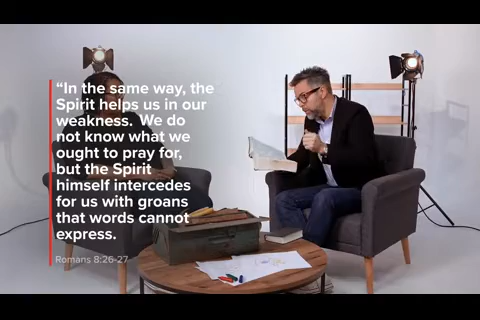 “In the same way, the
Spirit helps us in our
weakness. We do
not know what we
ought to pray for,
but the Spirit
himself intercedes
for us with groans
that words cannot
express.
Romans 8:26-27